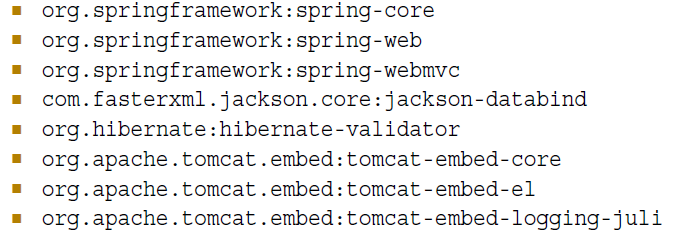 org.springframework:spring-core
org.springframework:spring-web
org.springframework:spring-webmvc
com.fasterxml.jackson.core:jackson-databind
org.hibernate:hibernate-validator
org.apache.tomcat.embed:tomcat-embed-core
org.apache.tomcat.embed:tomcat-embed-el
org.apache.tomcat.embed:tomcat-embed-logging-juli